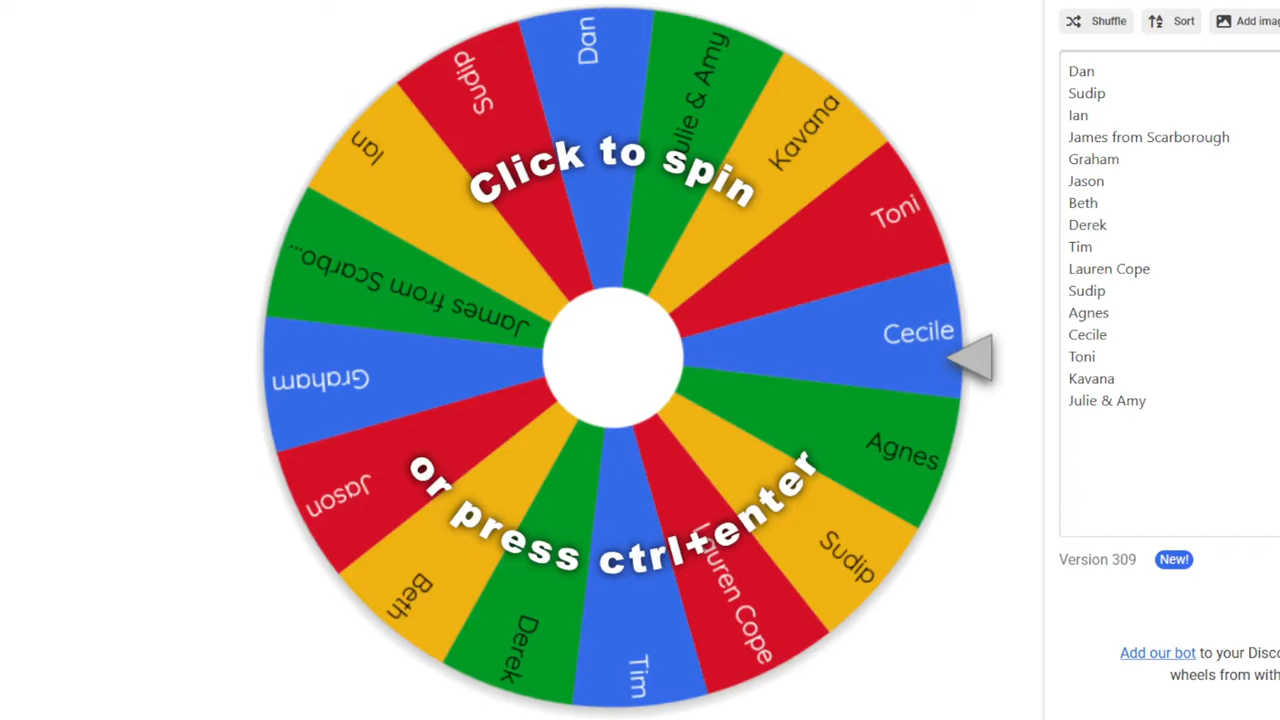 Dan
Julie & Amy
Kavana
Toni
Cecile
Agnes
Sudip
Lauren Cope
Tim
Derek
Beth
Jason
Graham
James from Scarbo...
Ian
Sudip
Click to spin
or press ctrl+enter
Shuffle
Sort
Add
Dan
Sudip
Ian
James from Scarborough
Graham
Jason
Beth
Derek
Tim
Lauren Cope
Sudip
Agnes
Cecile
Toni
Kavana
Julie & Amy
Version 309 New!
Add our bot to your
wheels from